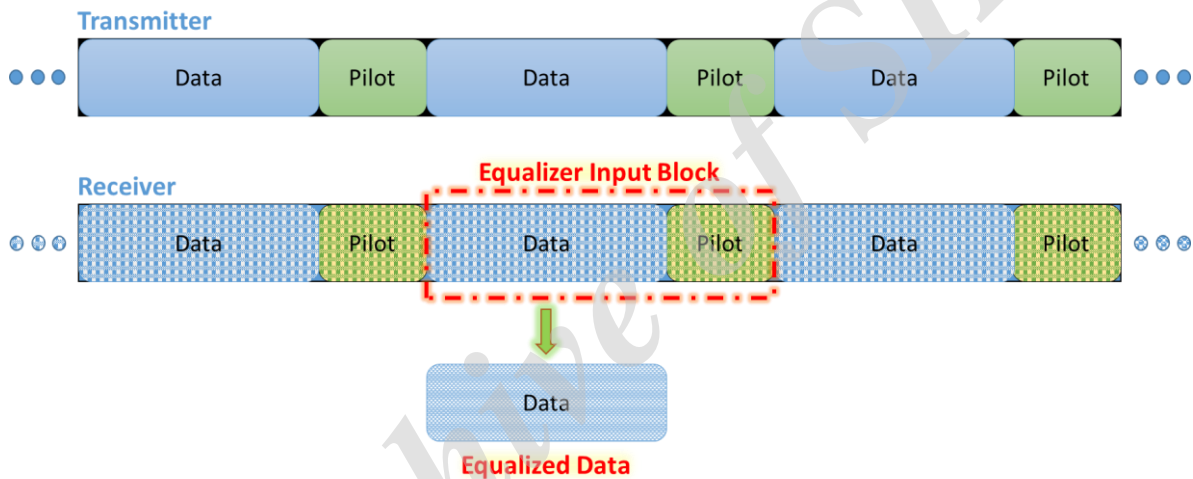 Transmitter
Data Pilot Data Pilot Data Pilot
Equalizer Input Block
Receiver
Data Pilot Data Pilot Data Pilot
Data
Equalized Data